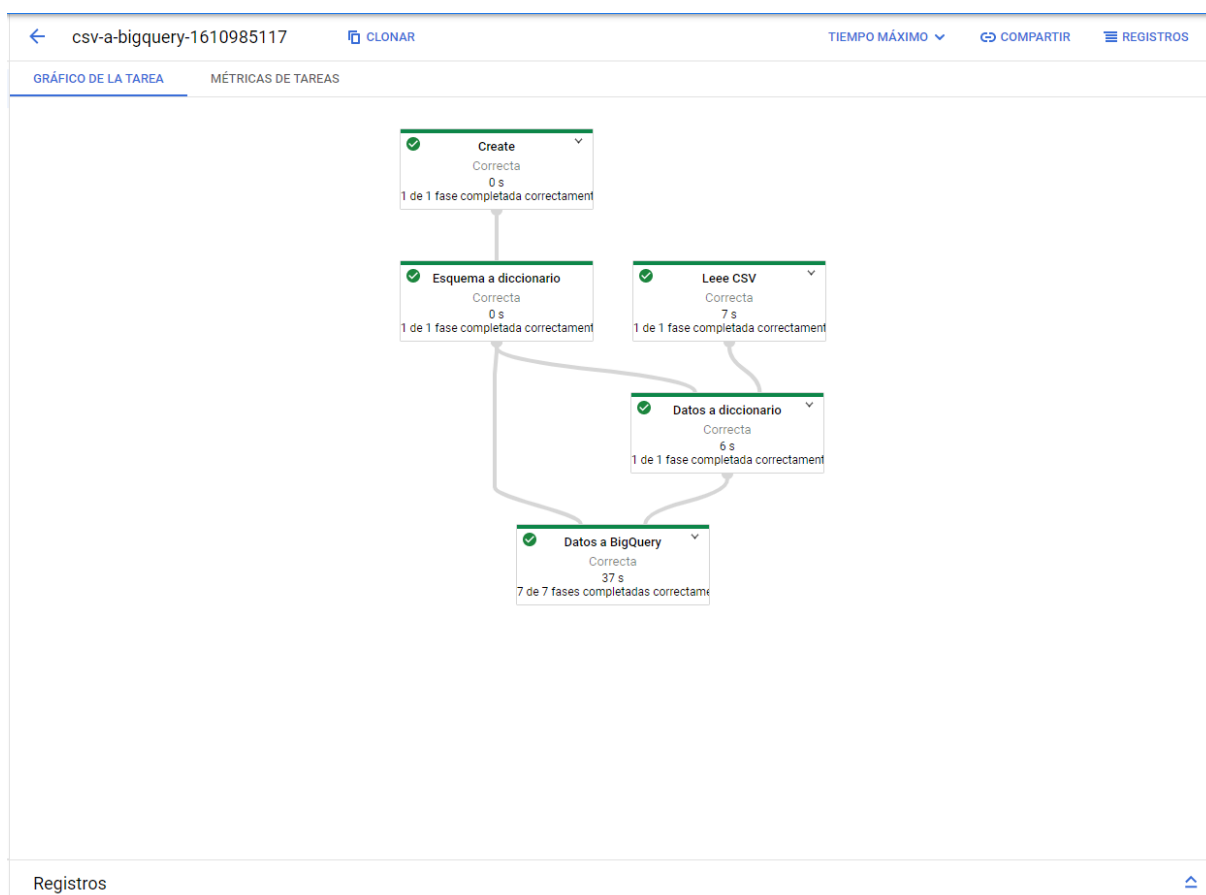 csv-a-bigquery-1610985117
CLONAR
TIEMPO MÁXIMO
COMPARTIR
REGISTROS
GRÁFICO DE LA TAREA
MÉTRICAS DE TAREAS
Create
Correcta
0 s
1 de 1 fase completada correctament
Esquema a diccionario
Correcta
0 s
1 de 1 fase completada correctament
Leee CSV
Correcta
7 s
1 de 1 fase completada correctament
Datos a diccionario
Correcta
6 s
1 de 1 fase completada correctament
Datos a BigQuery
Correcta
37 s
7 de 7 fases completadas correctame
Registros